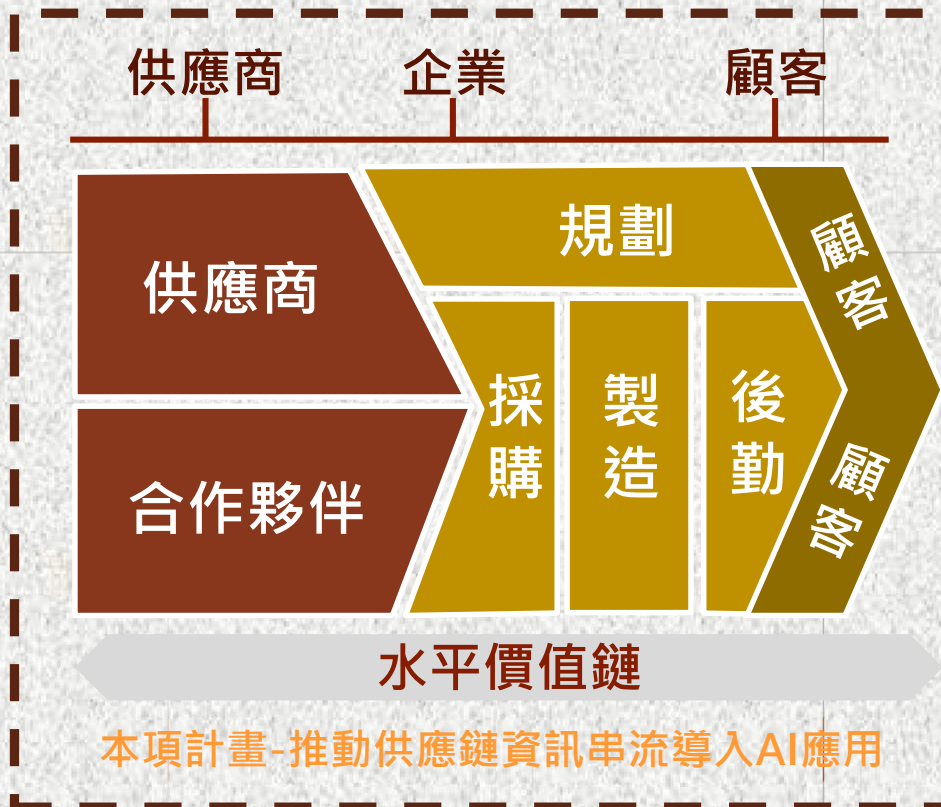 供應商
企業
顧客
供應商
規劃
顧客
採購
製造
後勤
合作夥伴
顧客
水平價值鏈
本項計畫-推動供應鏈資訊串流導入AI應用